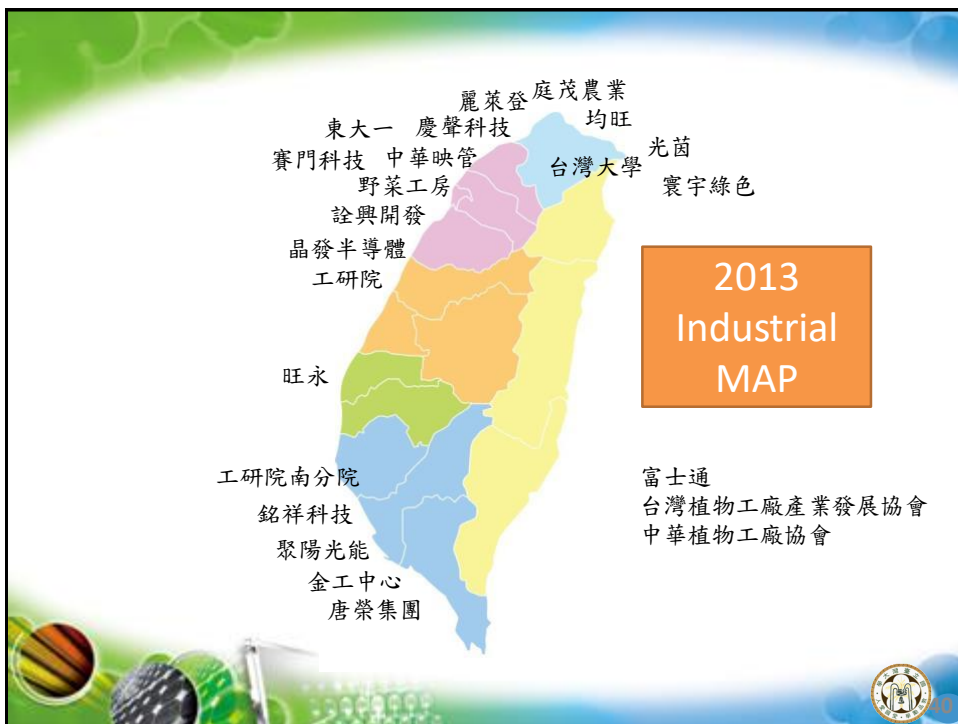 麗萊登 庭茂農業
均旺
東大一 慶聲科技
光茵
賽門科技 中華映管
台灣大學
寰宇綠色
野菜工房
詮興開發
晶發半導體
工研院
2013
Industrial
MAP
旺永
工研院南分院
銘祥科技
聚陽光能
金工中心
唐榮集團
富士通
台灣植物工廠產業發展協會
中華植物工廠協會
40